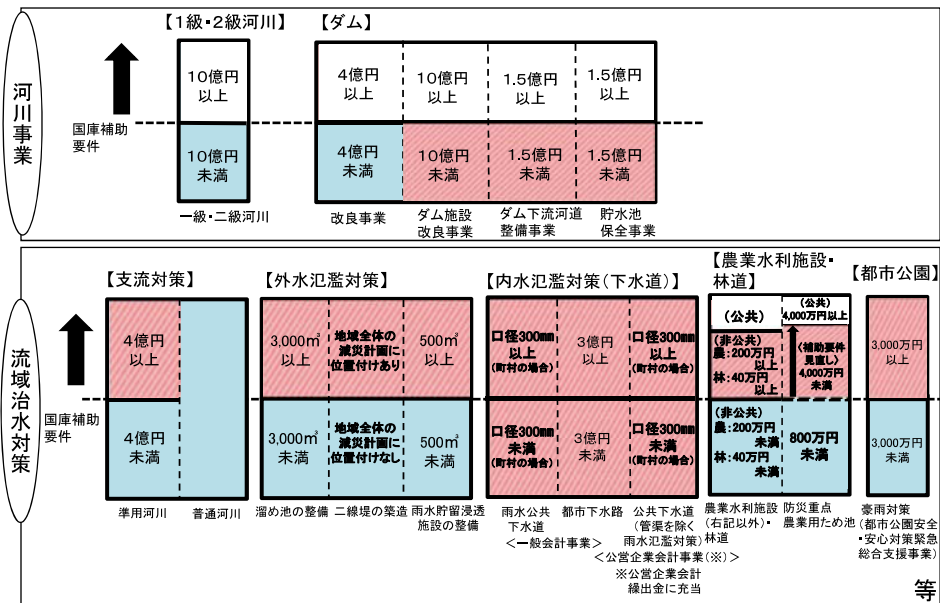 河川事業
国庫補助
要件
【1級・2級河川】
10億円
以上
10億円
未満
一級・二級河川
【ダム】
4億円
以上
10億円
以上
1.5億円
以上
1.5億円
以上
4億円
未満
10億円
未満
1.5億円
未満
1.5億円
未満
改良事業
ダム施設
改良事業
ダム下流河道
整備事業
貯水池
保全事業
流域治水対策
国庫補助
要件
【支流対策】
4億円
以上
4億円
未満
準用河川
普通河川
【外水氾濫対策】
3,000㎥
以上
地域全体の
減災計画に
位置付けあり
500㎥
以上
3,000㎥
未満
地域全体の
減災計画に
位置付けなし
500㎥
未満
溜め池の整備
二線堤の築造
雨水貯留浸透
施設の整備
【内水氾濫対策(下水道)】
口径300mm
以上
(町村の場合)
3億円
以上
口径300mm
以上
(町村の場合)
口径300mm
未満
(町村の場合)
3億円
未満
口径300mm
未満
(町村の場合)
雨水公共
下水道
都市下水路
<一般会計事業>
公共下水道
(管渠を除く
雨水氾濫対策)
<公営企業会計事業(※)>
※公営企業会計
繰出金に充当
【農業水利施設・
林道】
(公共)
(公共)
4,000万円以上
(非公共)
農:200万円
以上
林:40万円
以上
(補助要件
見直し)
4,000万円
未満
(非公共)
農:200万円
未満
林:40万円
未満
800万円
未満
農業水利施設
(右記以外)・
林道
防災重点
農業用ため池
【都市公園】
3,000万円
以上
3,000万円
未満
豪雨対策
(都市公園安全
・安心対策緊急
総合支援事業)
等